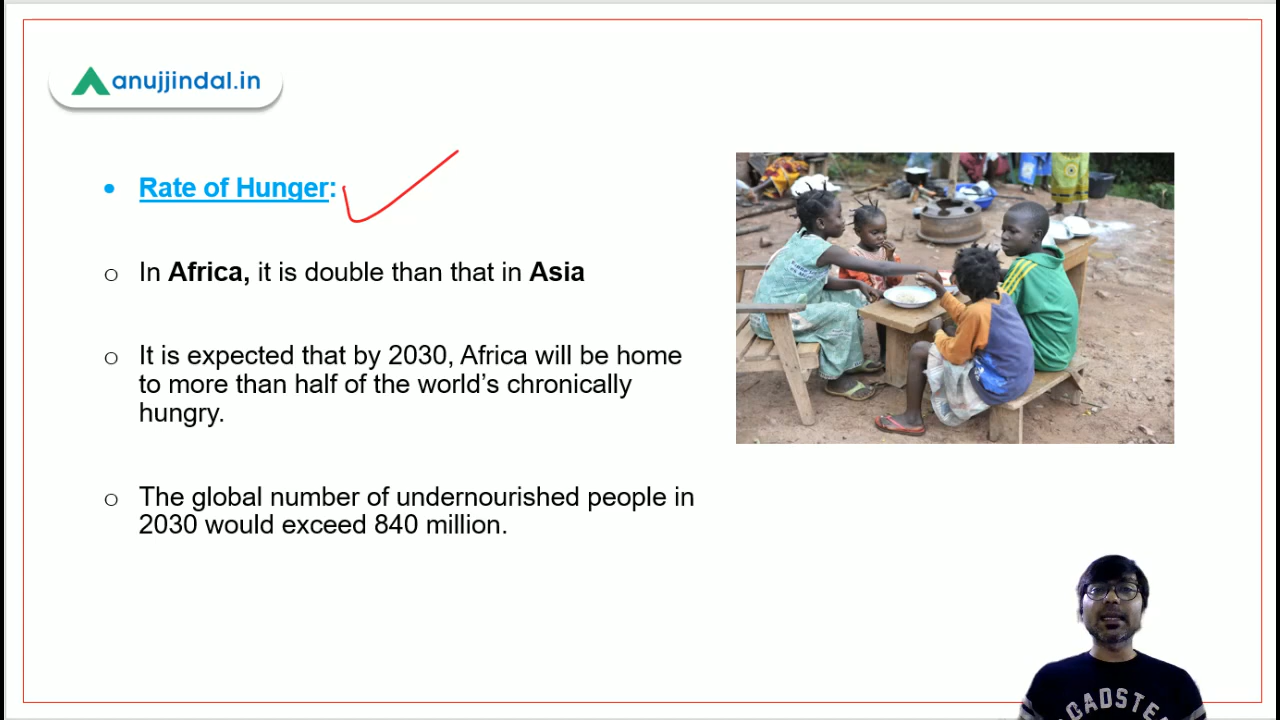 anujjindal.in
• Rate of Hunger:
o In Africa, it is double than that in Asia
o It is expected that by 2030, Africa will be home
to more than half of the world’s chronically
hungry.
o The global number of undernourished people in
2030 would exceed 840 million.